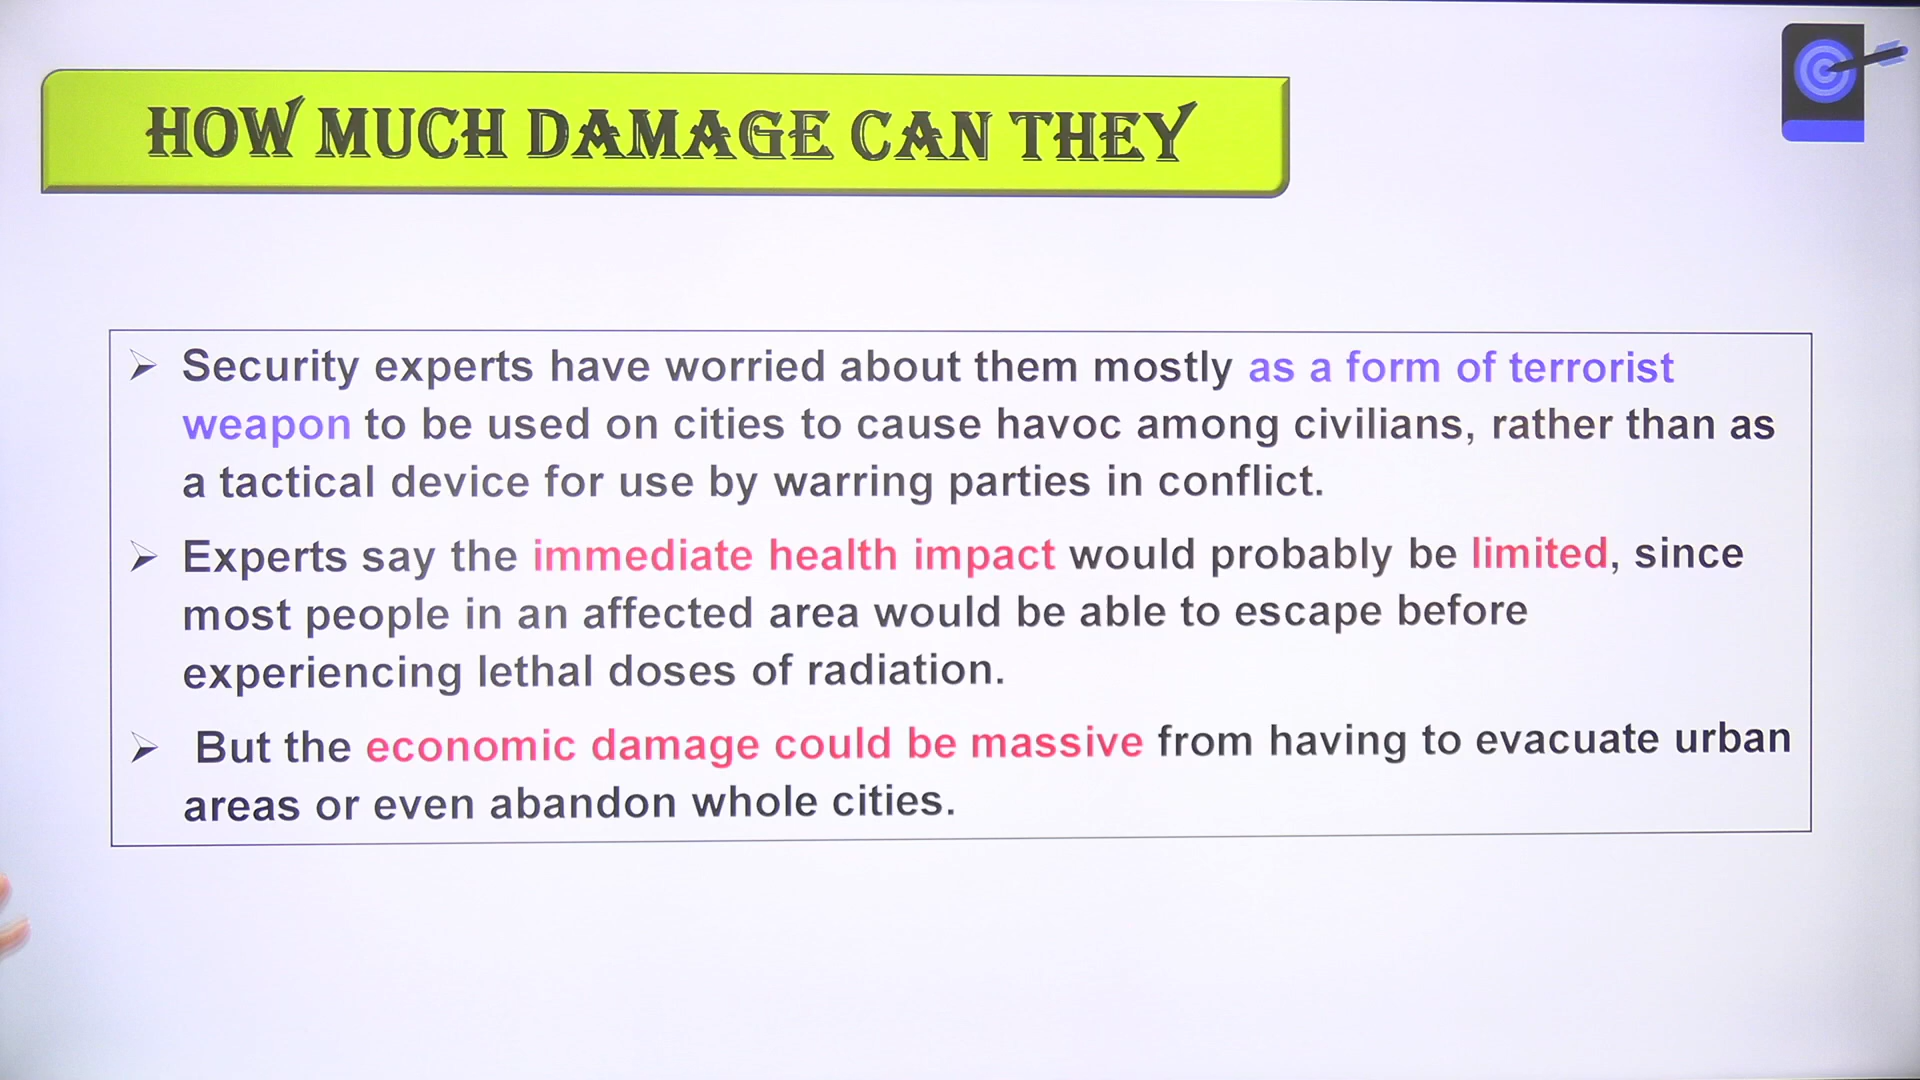 HOW MUCH DAMAGE CAN THEY
Security experts have worried about them mostly as a form of terrorist
weapon to be used on cities to cause havoc among civilians, rather than as
a tactical device for use by warring parties in conflict.
Experts say the immediate health impact would probably be limited, since
most people in an affected area would be able to escape before
experiencing lethal doses of radiation.
But the economic damage could be massive from having to evacuate urban
areas or even abandon whole cities.